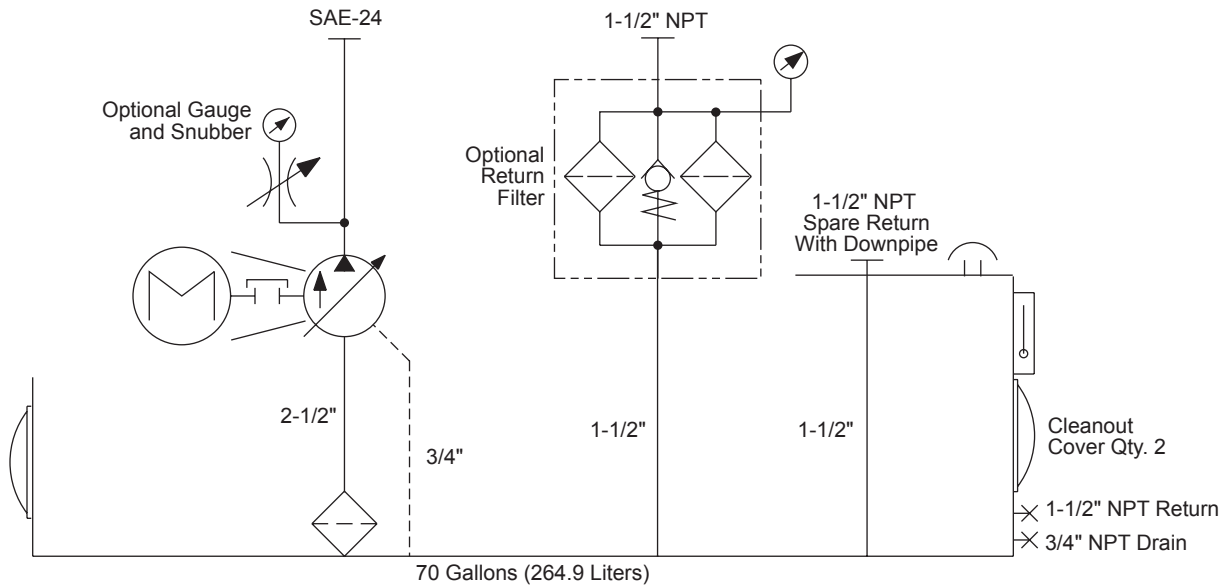 SAE-24
1-1/2" NPT
Optional Gauge
and Snubber
Optional
Return
Filter
1-1/2" NPT
Spare Return
With Downpipe
M
2-1/2"
3/4"
1-1/2"
1-1/2"
Cleanout
Cover Qty. 2
1-1/2" NPT Return
3/4" NPT Drain
70 Gallons (264.9 Liters)